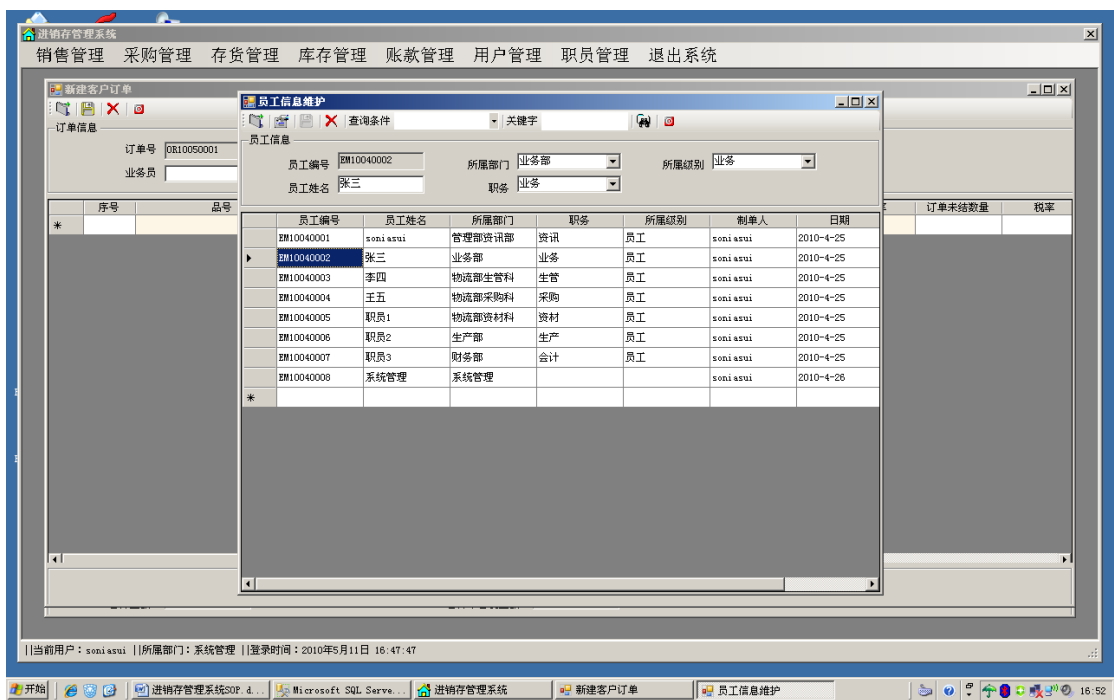 进销存管理系统
销售管理 采购管理 存货管理 库存管理 账款管理 用户管理 职员管理 退出系统
新建客户订单
订单信息
订单号 OR10050001
业务员
序号 品号 订单未结数量 税率
员工信息维护
查询条件 关键字
员工信息
员工编号 EM10040002 所属部门 业务部 所属级别 业务
员工姓名 张三 职务 业务
员工编号 员工姓名 所属部门 职务 所属级别 制单人 日期
EM10040001 soniasui 管理部资讯部 资讯 员工 soniasui 2010-4-25
EM10040002 张三 业务部 业务 员工 soniasui 2010-4-25
EM10040003 李四 物流部生管科 生管 员工 soniasui 2010-4-25
EM10040004 王五 物流部采购科 采购 员工 soniasui 2010-4-25
EM10040005 职员1 物流部资材科 资材 员工 soniasui 2010-4-25
EM10040006 职员2 生产部 生产 员工 soniasui 2010-4-25
EM10040007 职员3 财务部 会计 员工 soniasui 2010-4-25
EM10040008 系统管理 系统管理 soniasui 2010-4-26
||当前用户：soniasui ||所属部门：系统管理 ||登录时间：2010年5月11日 16:47:47
开始 进销存管理系统SOP.d... Microsoft SQL Serve... 进销存管理系统 新建客户订单 员工信息维护 16:52